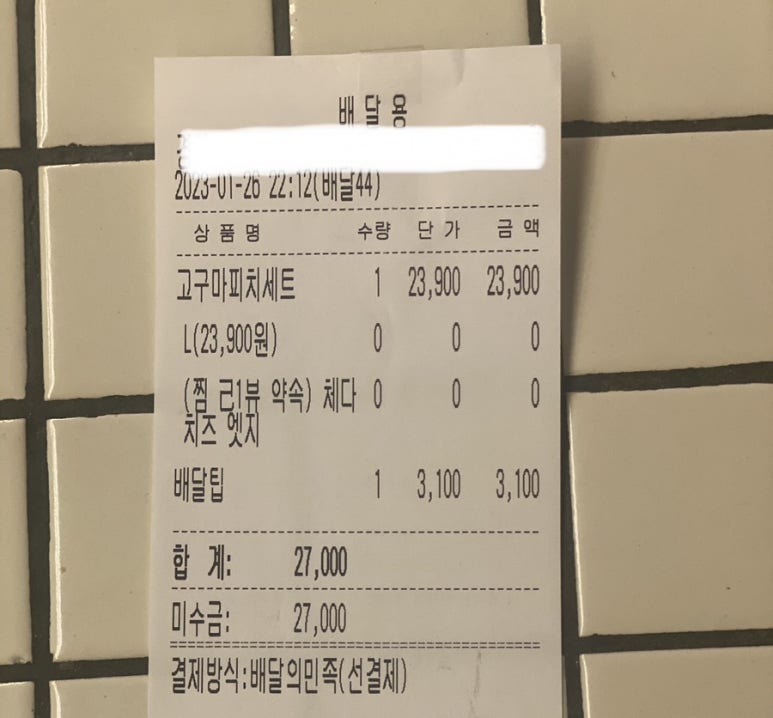 배달용
2023-01-26 22:12(배달44)
상품명 수량 단가 금액
고구마피치세트 1 23,900 23,900
L(23,900원) 0 0 0
(찜 리1뷰 약속) 체다 0 0 0
치즈 엣지
배달팁 1 3,100 3,100
합 계: 27,000
미수금: 27,000
결제방식:배달의민족(선결제)